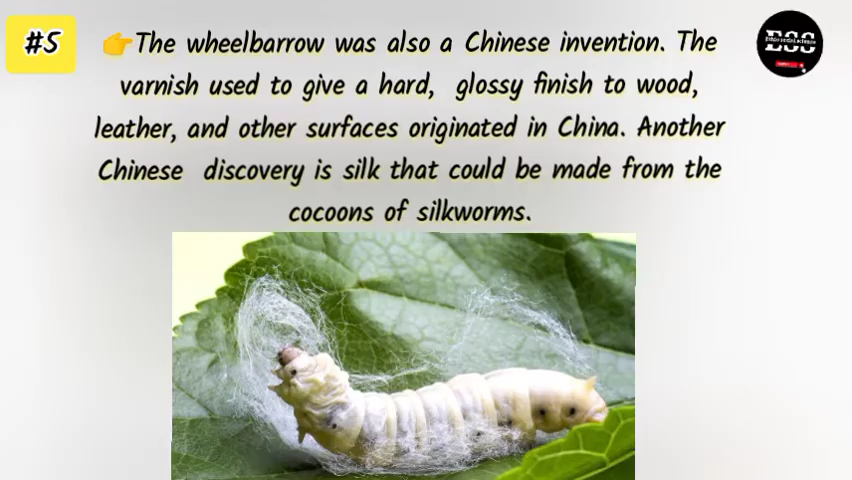 #5
👉The wheelbarrow was also a Chinese invention. The
varnish used to give a hard, glossy finish to wood,
leather, and other surfaces originated in China. Another
Chinese discovery is silk that could be made from the
cocoons of silkworms.
ESS